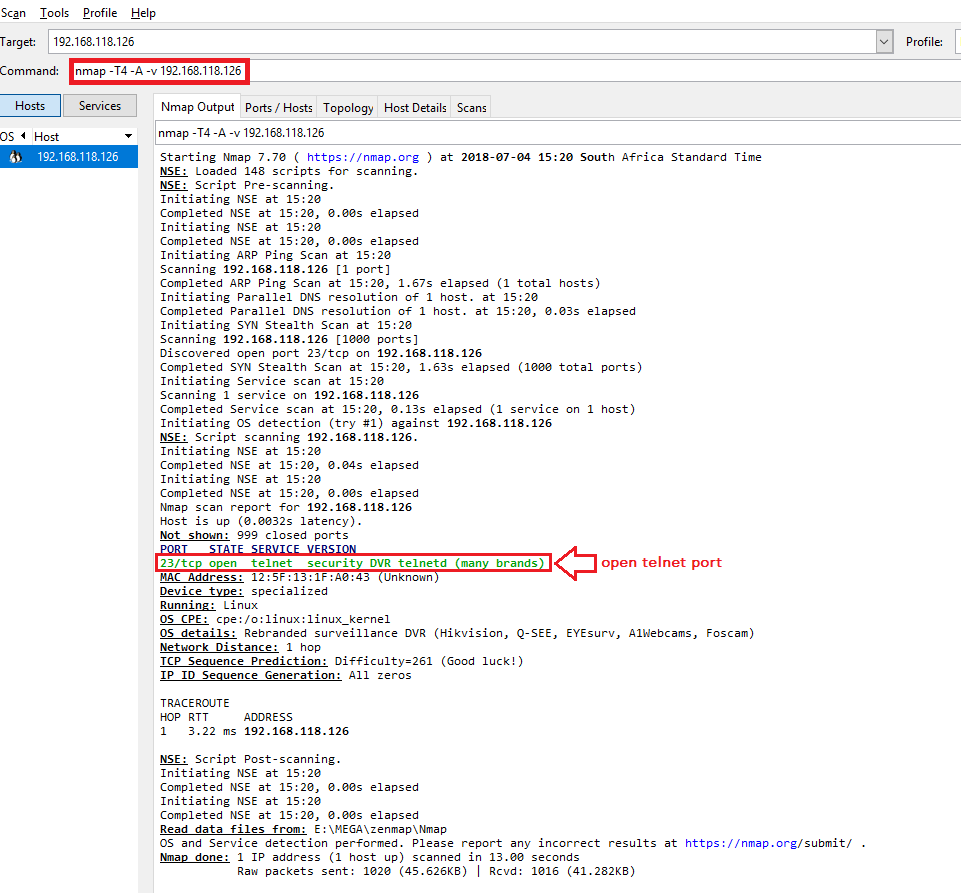 Scan Tools Profile Help
Target: 192.168.118.126 Profile:
Command: nmap -T4 -A -v 192.168.118.126
Hosts Services
Nmap Output Ports / Hosts Topology Host Details Scans
OS Host
192.168.118.126
nmap -T4 -A -v 192.168.118.126
Starting Nmap 7.70 ( https://nmap.org ) at 2018-07-04 15:20 South Africa Standard Time
NSE: Loaded 148 scripts for scanning.
NSE: Script Pre-scanning.
Initiating NSE at 15:20
Completed NSE at 15:20, 0.00s elapsed
Initiating NSE at 15:20
Completed NSE at 15:20, 0.00s elapsed
Initiating ARP Ping Scan at 15:20
Scanning 192.168.118.126 [1 port]
Completed ARP Ping Scan at 15:20, 1.67s elapsed (1 total hosts)
Initiating Parallel DNS resolution of 1 host. at 15:20
Completed Parallel DNS resolution of 1 host. at 15:20, 0.03s elapsed
Initiating SYN Stealth Scan at 15:20
Scanning 192.168.118.126 [1000 ports]
Discovered open port 23/tcp on 192.168.118.126
Completed SYN Stealth Scan at 15:20, 1.63s elapsed (1000 total ports)
Initiating Service scan at 15:20
Scanning 1 service on 192.168.118.126
Completed Service scan at 15:20, 0.13s elapsed (1 service on 1 host)
Initiating OS detection (try #1) against 192.168.118.126
NSE: Script scanning 192.168.118.126.
Initiating NSE at 15:20
Completed NSE at 15:20, 0.04s elapsed
Initiating NSE at 15:20
Completed NSE at 15:20, 0.00s elapsed
Nmap scan report for 192.168.118.126
Host is up (0.0032s latency).
Not shown: 999 closed ports
PORT STATE SERVICE VERSION
23/tcp open telnet security DVR telnetd (many brands) open telnet port
MAC Address: 12:5F:13:1F:A0:43 (Unknown)
Device type: specialized
Running: Linux
OS CPE: cpe:/o:linux:linux_kernel
OS details: Rebranded surveillance DVR (Hikvision, Q-SEE, EYEsurv, A1Webcams, Foscam)
Network Distance: 1 hop
TCP Sequence Prediction: Difficulty=261 (Good luck!)
IP ID Sequence Generation: All zeros
TRACEROUTE
HOP RTT ADDRESS
1 3.22 ms 192.168.118.126
NSE: Script Post-scanning.
Initiating NSE at 15:20
Completed NSE at 15:20, 0.00s elapsed
Initiating NSE at 15:20
Completed NSE at 15:20, 0.00s elapsed
Read data files from: E:\MEGA\zenmap\Nmap
OS and Service detection performed. Please report any incorrect results at https://nmap.org/submit/ .
Nmap done: 1 IP address (1 host up) scanned in 13.00 seconds
Raw packets sent: 1020 (45.626KB) | Rcvd: 1016 (41.282KB)